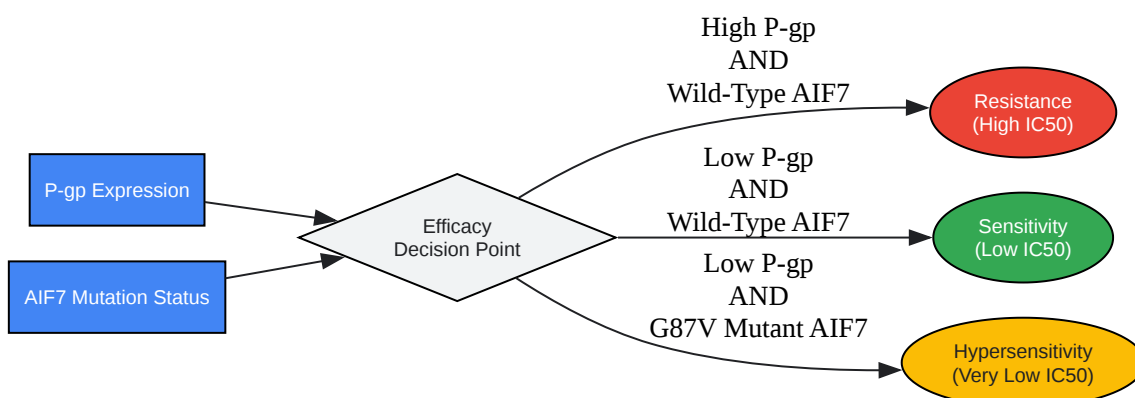 P-gp Expression
AIF7 Mutation Status
Efficacy
Decision Point
High P-gp
AND
Wild-Type AIF7
Low P-gp
AND
Wild-Type AIF7
Low P-gp
AND
G87V Mutant AIF7
Resistance
(High IC50)
Sensitivity
(Low IC50)
Hypersensitivity
(Very Low IC50)